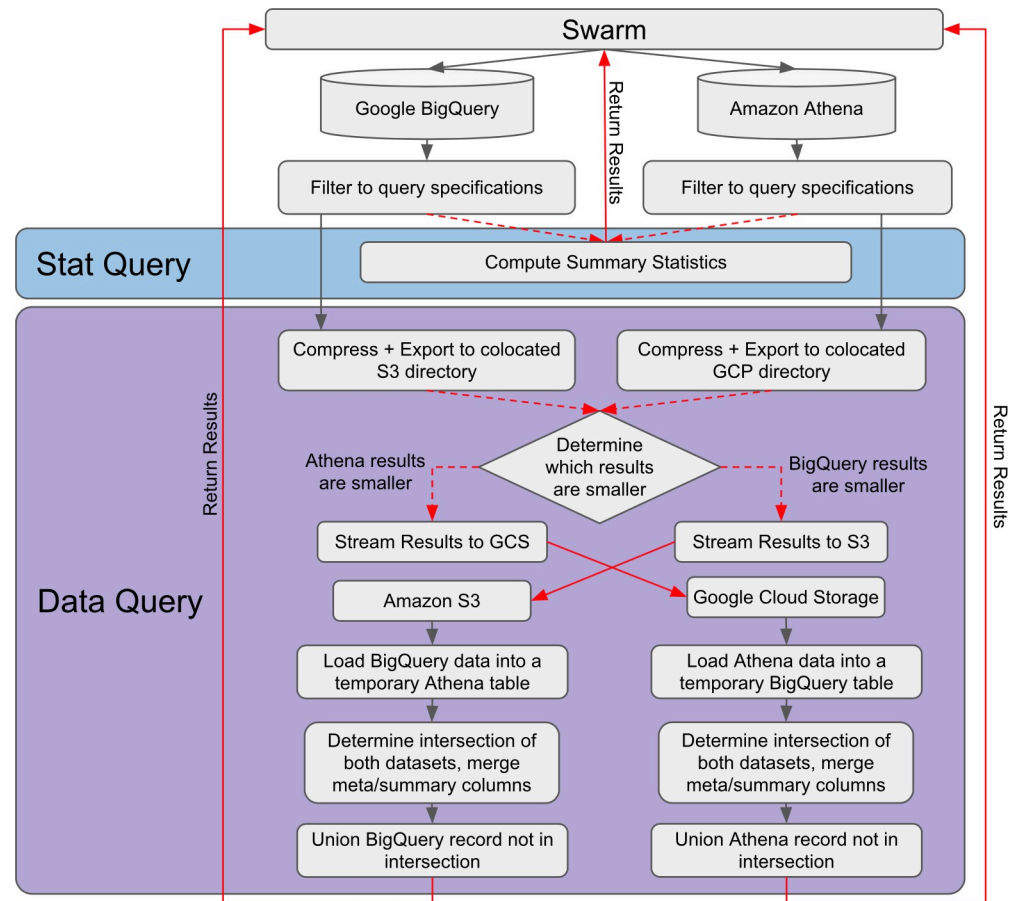 Swarm
Google BigQuery
Amazon Athena
Return Results
Filter to query specifications
Filter to query specifications
Stat Query
Compute Summary Statistics
Compress + Export to colocated
S3 directory
Compress + Export to colocated
GCP directory
Determine
which results
are smaller
Athena results
are smaller
BigQuery results
are smaller
Return Results
Return Results
Stream Results to GCS
Stream Results to S3
Data Query
Amazon S3
Google Cloud Storage
Load BigQuery data into a
temporary Athena table
Load Athena data into a
temporary BigQuery table
Determine intersection of
both datasets, merge
meta/summary columns
Determine intersection of
both datasets, merge
meta/summary columns
Union BigQuery record not in
intersection
Union Athena record not in
intersection